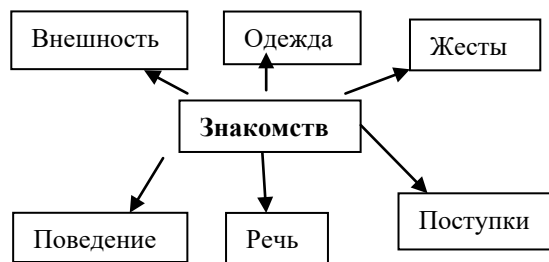 Внешность
Одежда
Жесты
Знакомств
Поведение
Речь
Поступки